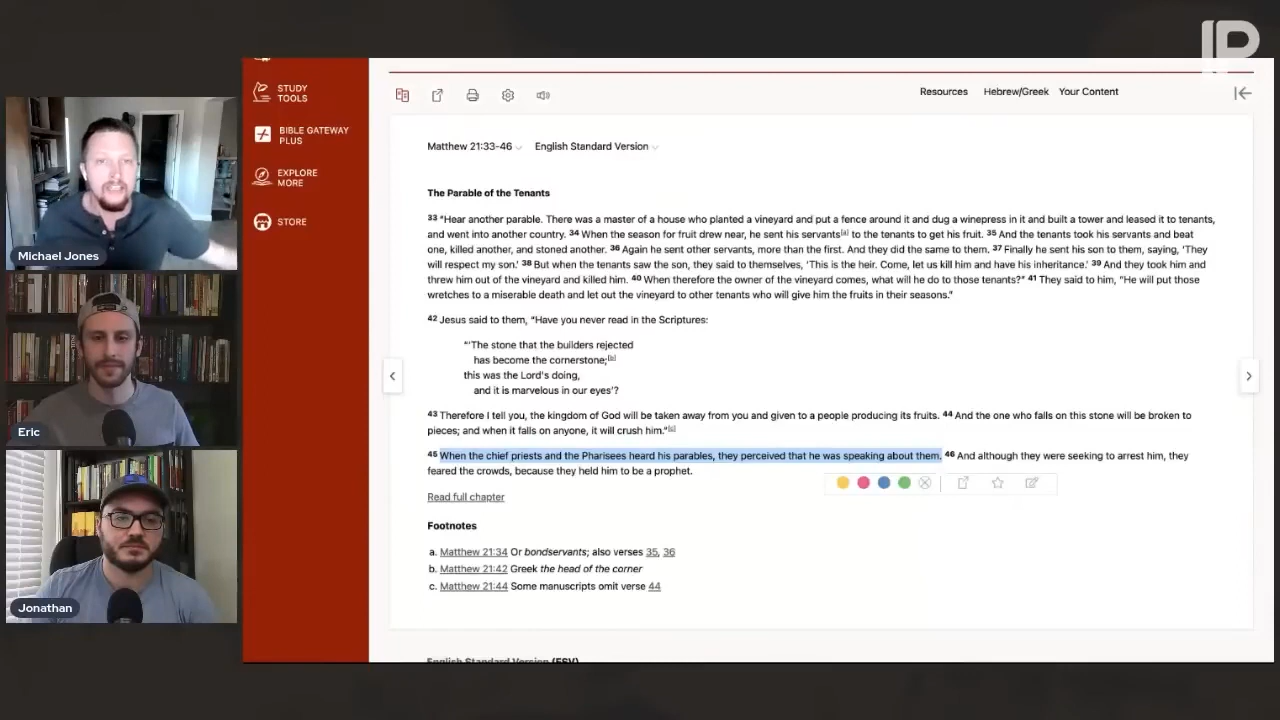 IP
STUDY
TOOLS
BIBLE GATEWAY
PLUS
EXPLORE
MORE
STORE
Resources Hebrew/Greek Your Content
Matthew 21:33-46 English Standard Version
The Parable of the Tenants
33 “Hear another parable. There was a master of a house who planted a vineyard and put a fence around it and dug a winepress in it and built a tower and leased it to tenants,
and went into another country. 34 When the season for fruit drew near, he sent his servants[a] to the tenants to get his fruit. 35 And the tenants took his servants and beat
one, killed another, and stoned another. 36 Again he sent other servants, more than the first. And they did the same to them. 37 Finally he sent his son to them, saying, ‘They
will respect my son.’ 38 But when the tenants saw the son, they said to themselves, ‘This is the heir. Come, let us kill him and have his inheritance.’ 39 And they took him and
threw him out of the vineyard and killed him. 40 When therefore the owner of the vineyard comes, what will he do to those tenants?” 41 They said to him, “He will put those
wretches to a miserable death and let out the vineyard to other tenants who will give him the fruits in their seasons.”
42 Jesus said to them, “Have you never read in the Scriptures:
“‘The stone that the builders rejected
has become the cornerstone;[b]
this was the Lord's doing,
and it is marvelous in our eyes’?
43 Therefore I tell you, the kingdom of God will be taken away from you and given to a people producing its fruits. 44 And the one who falls on this stone will be broken to
pieces; and when it falls on anyone, it will crush him.”[c]
45 When the chief priests and the Pharisees heard his parables, they perceived that he was speaking about them. 46 And although they were seeking to arrest him, they
feared the crowds, because they held him to be a prophet.
Read full chapter
Footnotes
a. Matthew 21:34 Or bondservants; also verses 35, 36
b. Matthew 21:42 Greek the head of the corner
c. Matthew 21:44 Some manuscripts omit verse 44
English Standard Version (ESV)
Michael Jones
Eric
Jonathan